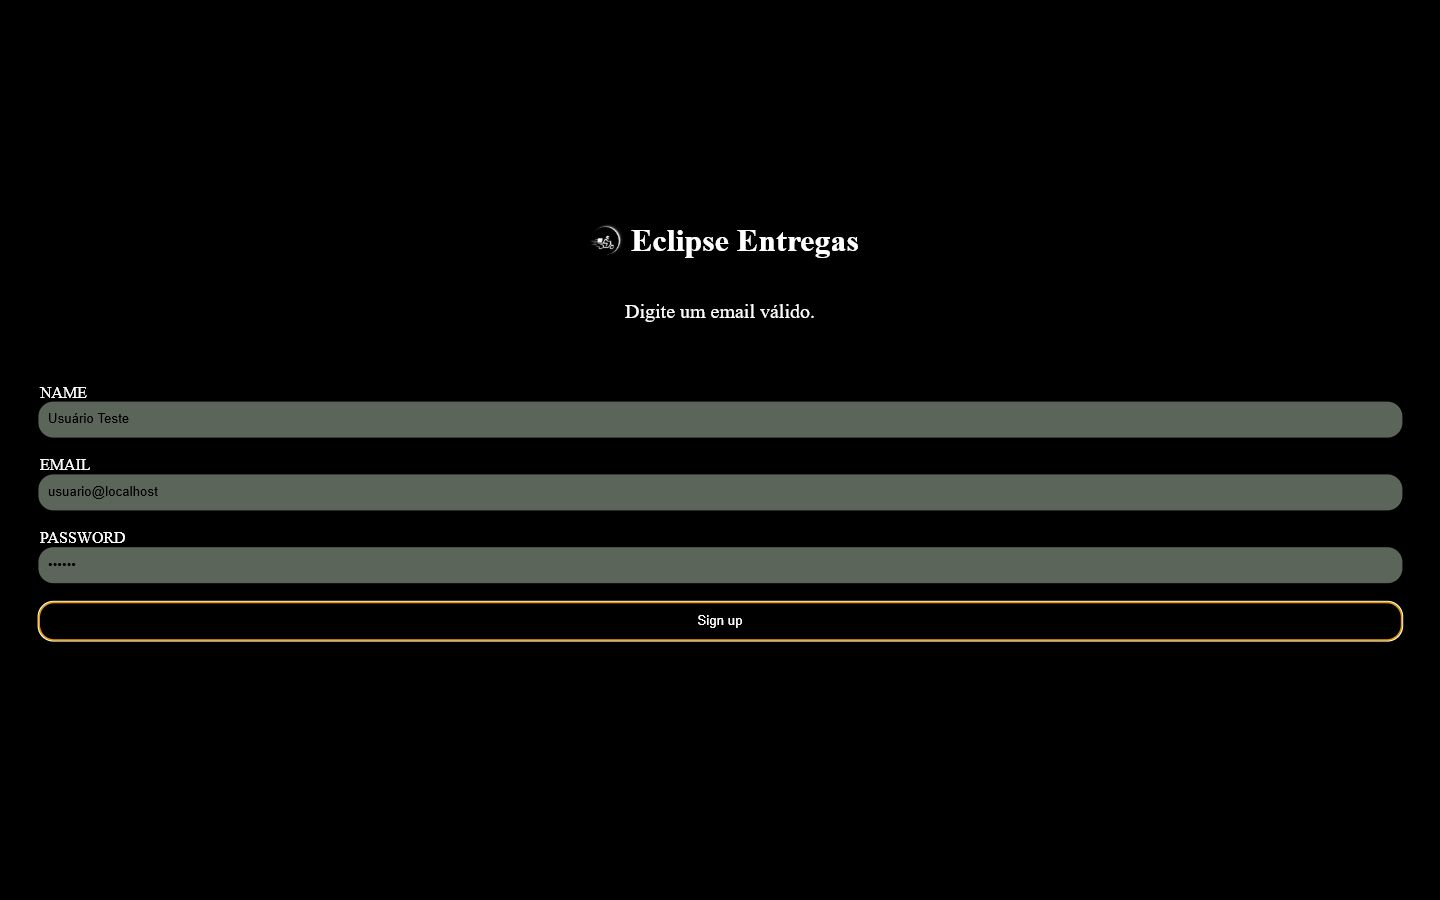 Eclipse Entregas
Digite um email válido.
NAME
Usuário Teste
EMAIL
usuario@localhost
PASSWORD
••••••
Sign up